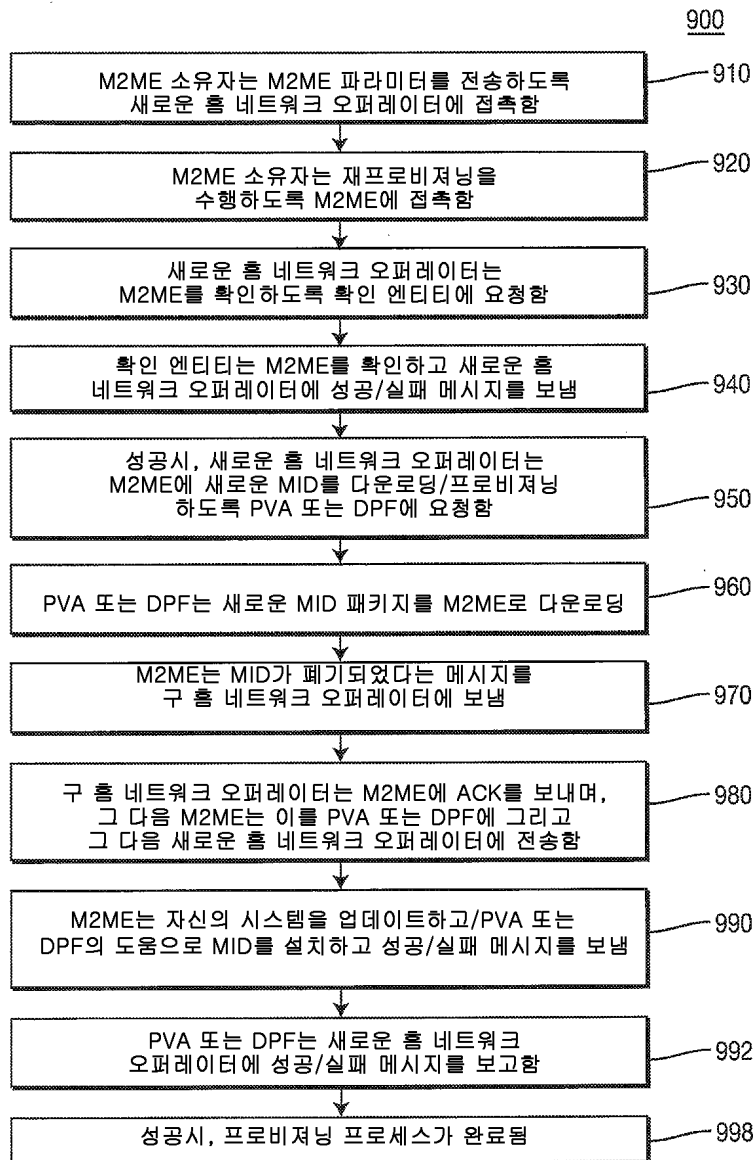 900
M2ME 소유자는 M2ME 파라미터를 전송하도록
새로운 홈 네트워크 오퍼레이터에 접촉함
910
M2ME 소유자는 재프로비져닝을
수행하도록 M2ME에 접촉함
920
새로운 홈 네트워크 오퍼레이터는
M2ME를 확인하도록 확인 엔티티에 요청함
930
확인 엔티티는 M2ME를 확인하고 새로운 홈
네트워크 오퍼레이터에 성공/실패 메시지를 보냄
940
성공시, 새로운 홈 네트워크 오퍼레이터는
M2ME에 새로운 MID를 다운로딩/프로비져닝
하도록 PVA 또는 DPF에 요청함
950
PVA 또는 DPF는 새로운 MID 패키지를 M2ME로 다운로딩
960
M2ME는 MID가 폐기되었다는 메시지를
구 홈 네트워크 오퍼레이터에 보냄
970
구 홈 네트워크 오퍼레이터는 M2ME에 ACK를 보내며,
그 다음 M2ME는 이를 PVA 또는 DPF에 그리고
그 다음 새로운 홈 네트워크 오퍼레이터에 전송함
980
M2ME는 자신의 시스템을 업데이트하고/PVA 또는
DPF의 도움으로 MID를 설치하고 성공/실패 메시지를 보냄
990
PVA 또는 DPF는 새로운 홈 네트워크
오퍼레이터에 성공/실패 메시지를 보고함
992
성공시, 프로비져닝 프로세스가 완료됨
998